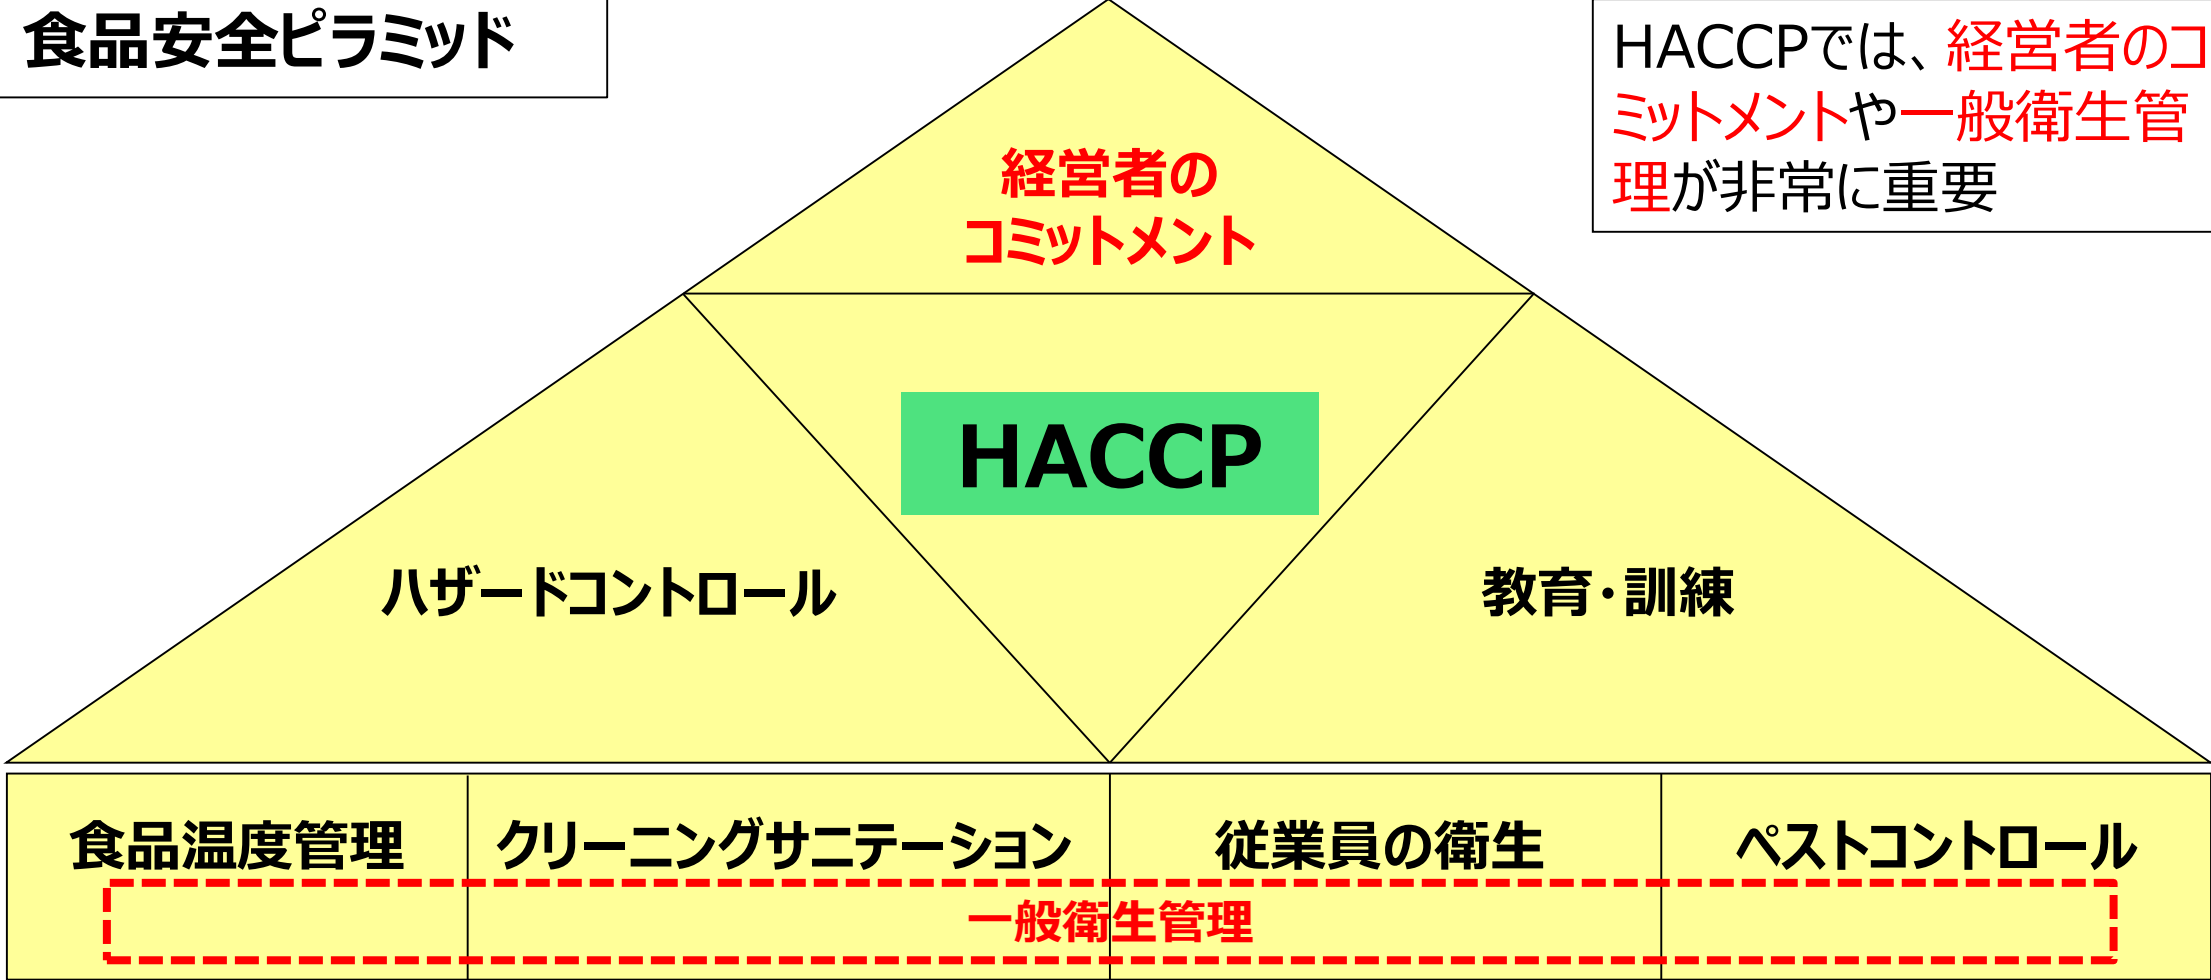 食品安全ピラミッド
HACCPでは、経営者のコ
ミットメントや一般衛生管
理が非常に重要
経営者の
コミットメント
HACCP
ハザードコントロール
教育・訓練
食品温度管理
クリーニングサニテーション
従業員の衛生
ペストコントロール
一般衛生管理